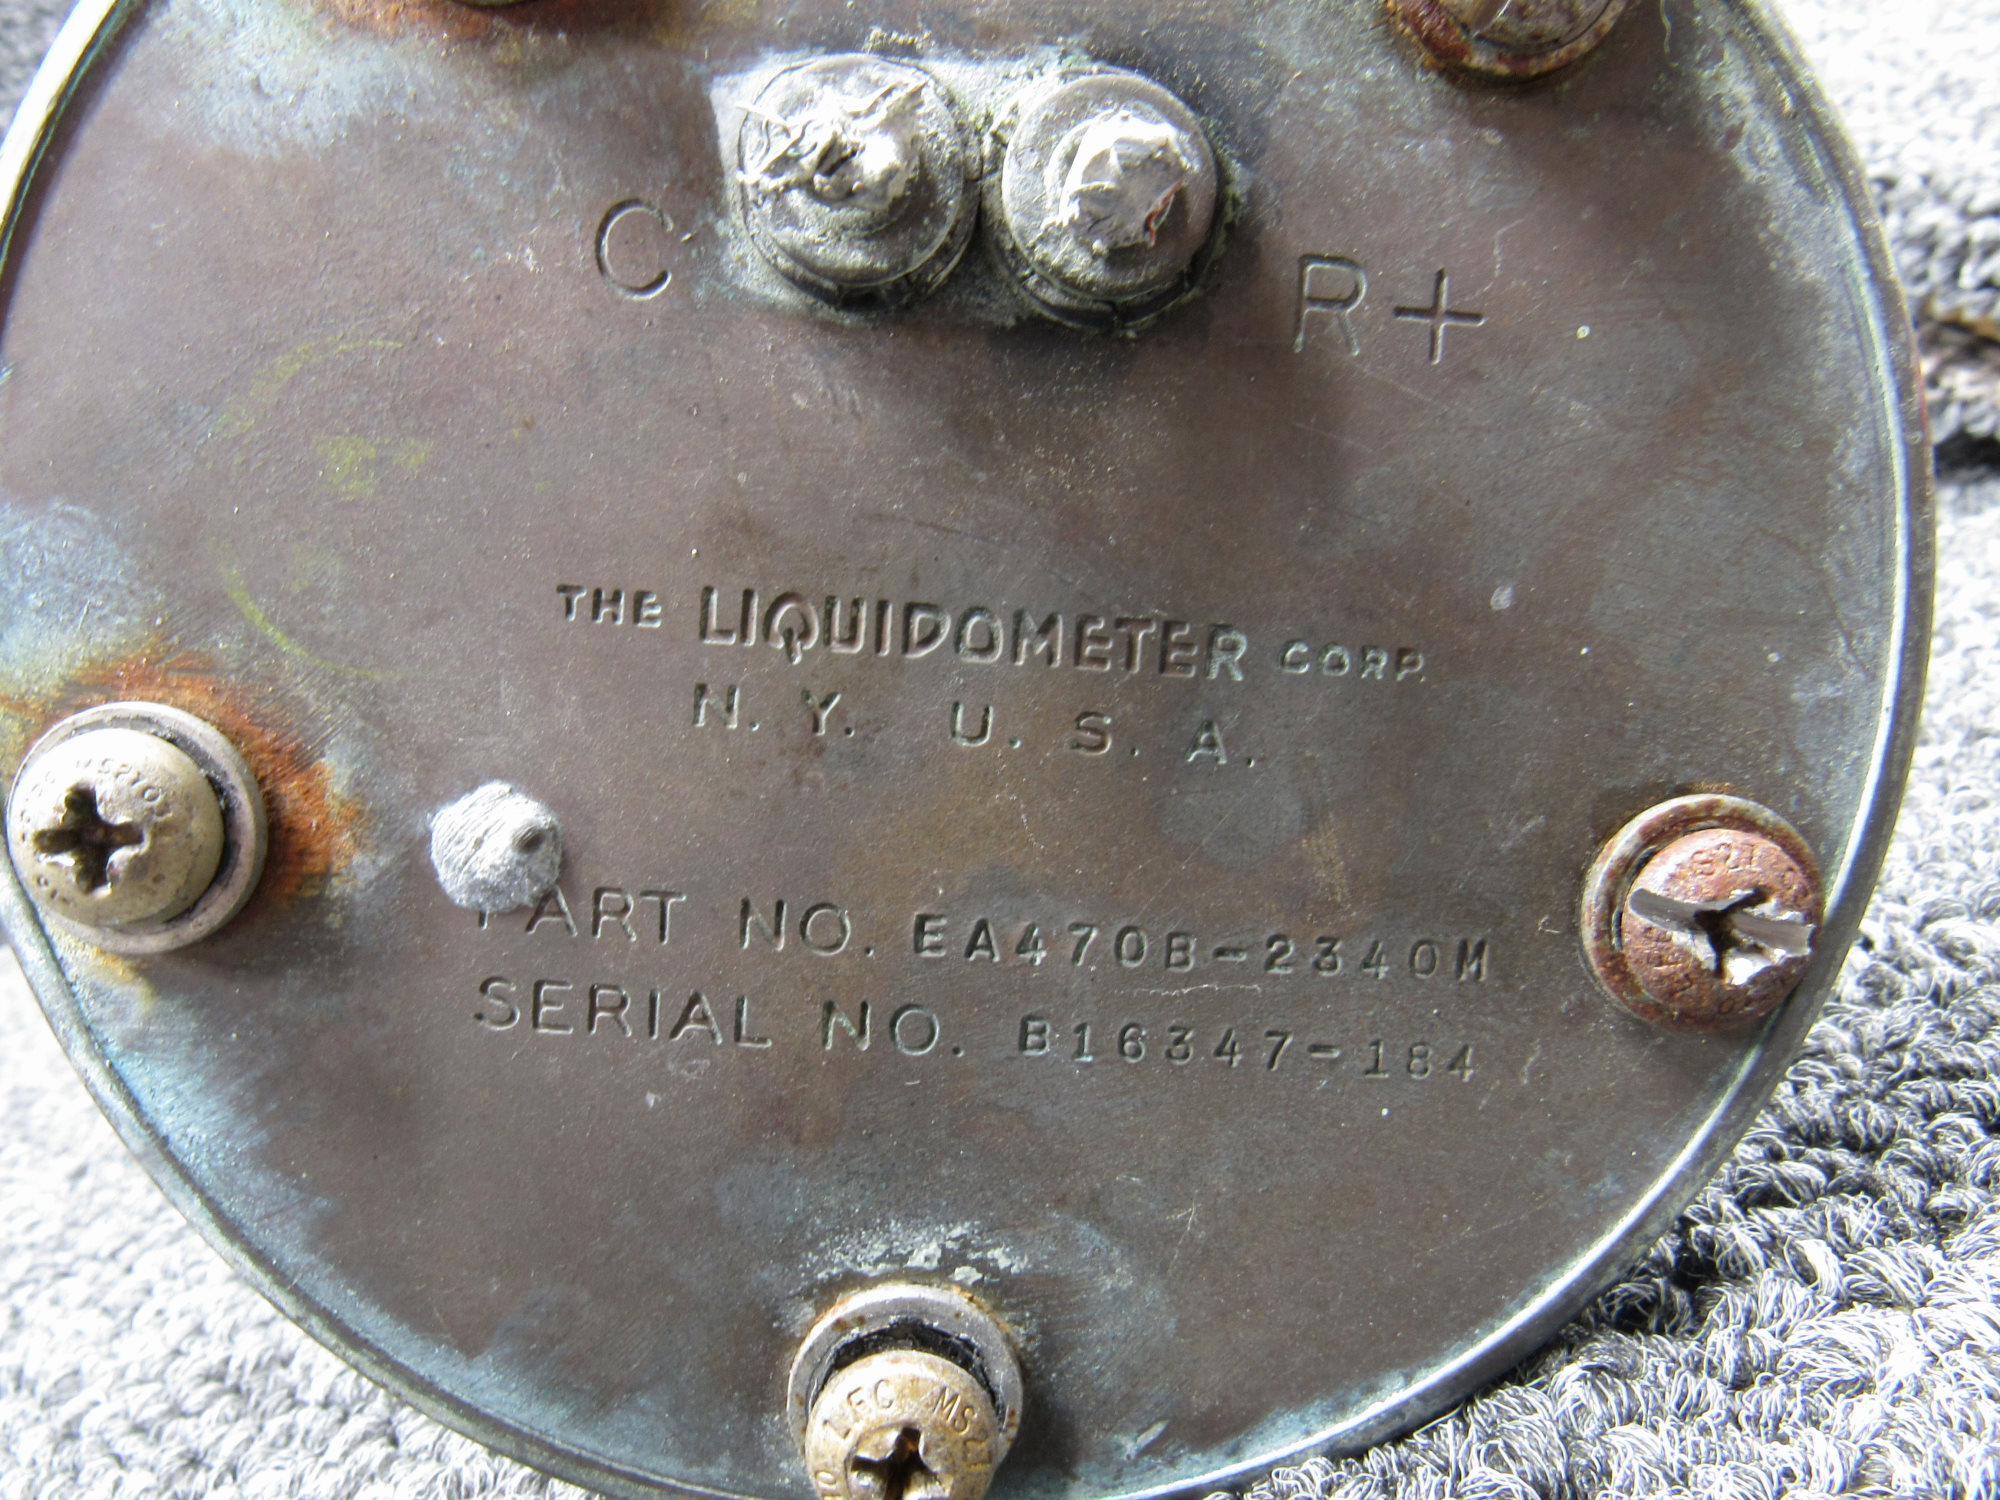 C R+
THE LIQUIDOMETER CORP.
N. Y. U. S. A.
PART NO. EA470B-2340M
SERIAL NO. B16347-184